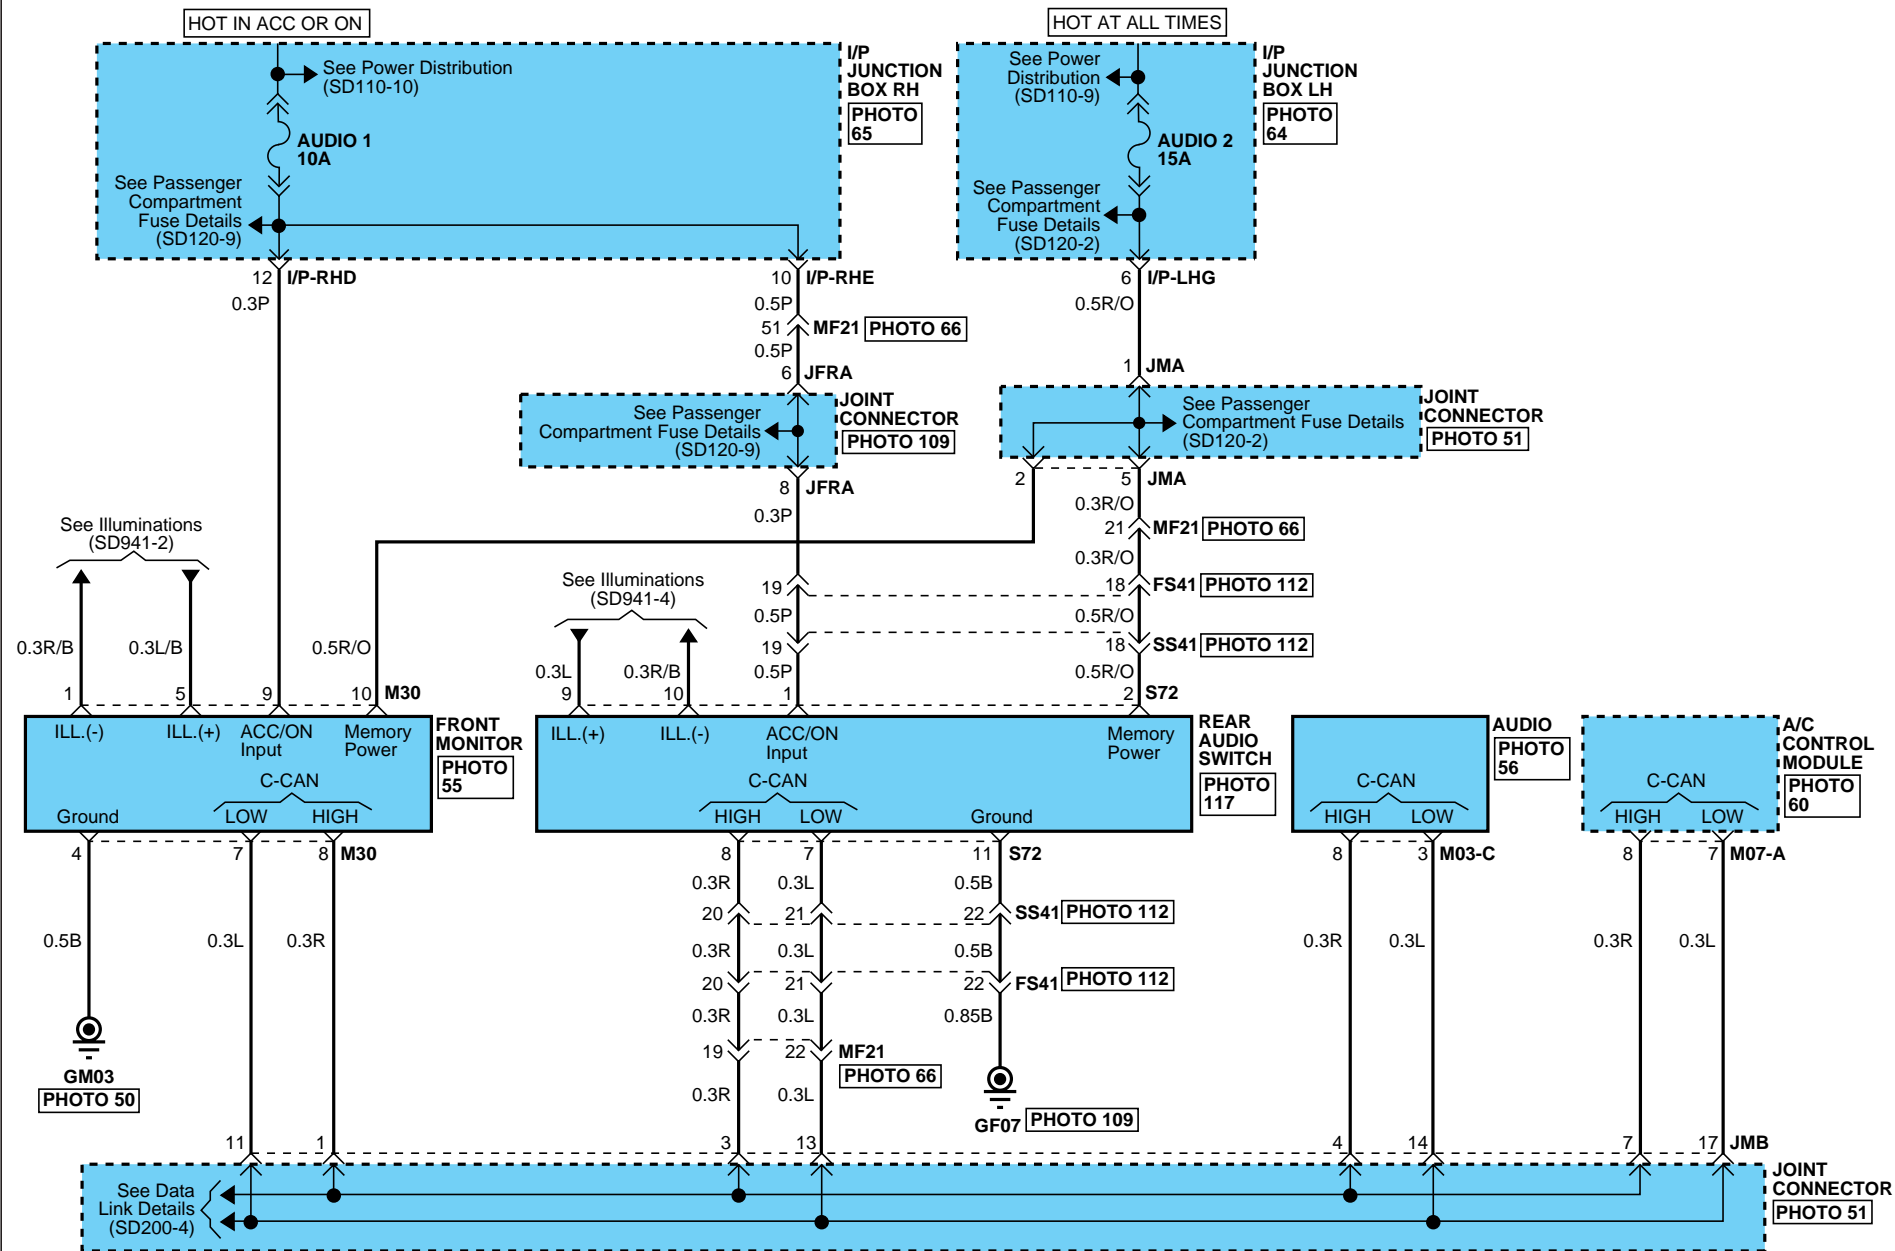 HOT IN ACC OR ON
HOT AT ALL TIMES
See Power Distribution
(SD110-10)
AUDIO 1
10A
See Passenger
Compartment
Fuse Details
(SD120-9)
I/P
JUNCTION
BOX RH
PHOTO
65
See Power
Distribution
(SD110-9)
AUDIO 2
15A
See Passenger
Compartment
Fuse Details
(SD120-2)
I/P
JUNCTION
BOX LH
PHOTO
64
12 I/P-RHD
0.3P
10 I/P-RHE
0.5P
51 MF21 PHOTO 66
0.5P
6 JFRA
6 I/P-LHG
0.5R/O
1 JMA
See Passenger
Compartment Fuse Details
(SD120-9)
JOINT
CONNECTOR
PHOTO 109
8 JFRA
0.3P
See Passenger
Compartment Fuse Details
(SD120-2)
JOINT
CONNECTOR
PHOTO 51
2 5 JMA
0.3R/O
21 MF21 PHOTO 66
0.3R/O
19 18 FS41 PHOTO 112
0.5P 0.5R/O
19 18 SS41 PHOTO 112
0.5P 0.5R/O
See Illuminations
(SD941-2)
0.3R/B 0.3L/B 0.5R/O
1 5 9 10 M30
See Illuminations
(SD941-4)
0.3L 0.3R/B
9 10 1 2 S72
ILL.(-) ILL.(+) ACC/ON
Input
Memory
Power
C-CAN
Ground LOW HIGH
FRONT
MONITOR
PHOTO
55
ILL.(+) ILL.(-) ACC/ON
Input
Memory
Power
C-CAN
HIGH LOW Ground
REAR
AUDIO
SWITCH
PHOTO
117
C-CAN
HIGH LOW
AUDIO
PHOTO
56
C-CAN
HIGH LOW
A/C
CONTROL
MODULE
PHOTO
60
4 7 8 M30
8 7 11 S72
8 3 M03-C
8 7 M07-A
0.3R 0.3L 0.5B
20 21 22 SS41 PHOTO 112
0.5B 0.3L 0.3R
0.3R 0.3L 0.5B
0.3R 0.3L
0.3R 0.3L
20 21 22 FS41 PHOTO 112
0.3R 0.3L 0.85B
19 22 MF21
PHOTO 66
0.3R 0.3L
GM03
PHOTO 50
GF07 PHOTO 109
11 1 3 13 4 14 7 17 JMB
See Data
Link Details
(SD200-4)
JOINT
CONNECTOR
PHOTO 51